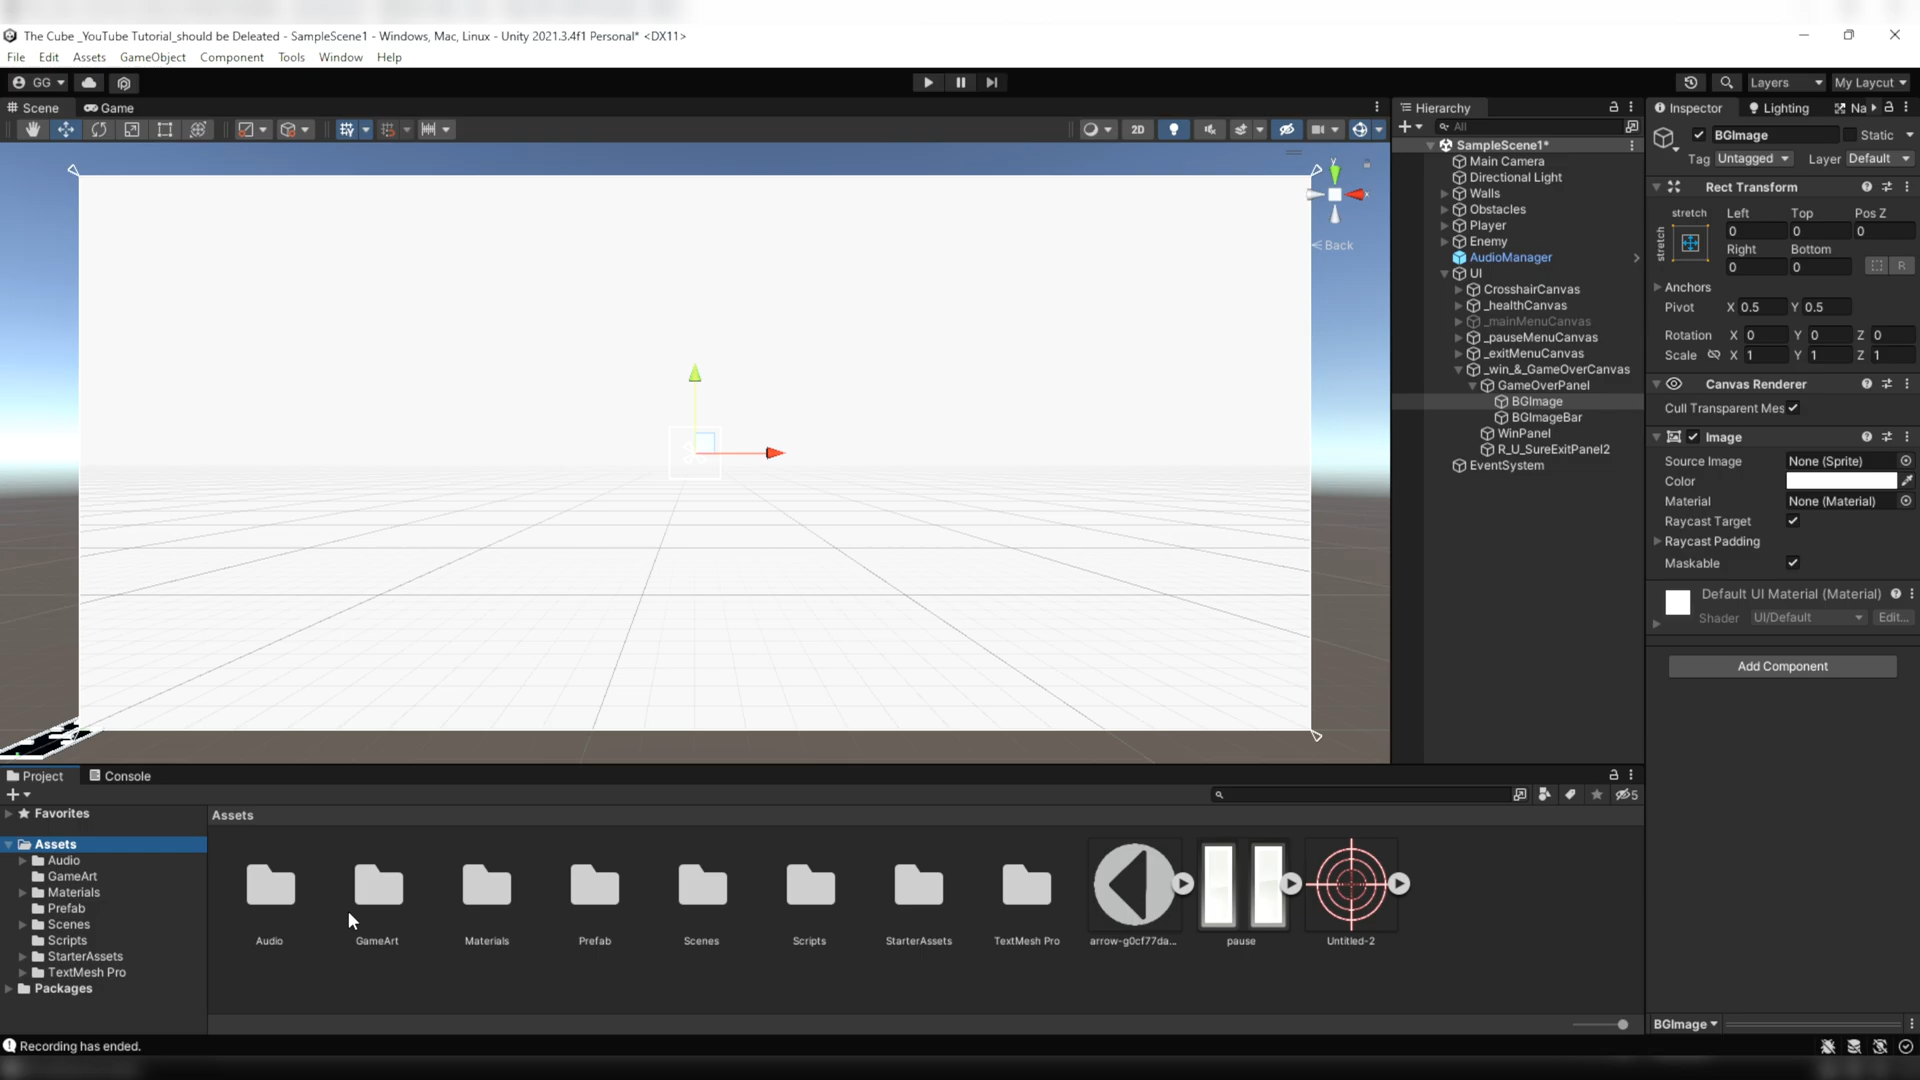 The Cube _YouTube Tutorial_should be Deleated - SampleScene1 - Windows, Mac, Linux - Unity 2021.3.4f1 Personal* <DX11>
File Edit Assets GameObject Component Tools Window Help
GG Layers My Laycut
Scene Game
2D
y
x
Back
Hierarchy
All
SampleScene1*
Main Camera
Directional Light
Walls
Obstacles
Player
Enemy
AudioManager
UI
CrosshairCanvas
_healthCanvas
_mainMenuCanvas
_pauseMenuCanvas
_exitMenuCanvas
_win_&_GameOverCanvas
GameOverPanel
BGImage
BGImageBar
WinPanel
R_U_SureExitPanel2
EventSystem
Inspector Lighting Na
BGImage Static
Tag Untagged Layer Default
Rect Transform
stretch Left Top Pos Z
stretch 0 0 0
Right Bottom
0 0 R
Anchors
Pivot X 0.5 Y 0.5
Rotation X 0 Y 0 Z 0
Scale X 1 Y 1 Z 1
Canvas Renderer
Cull Transparent Mes
Image
Source Image None (Sprite)
Color
Material None (Material)
Raycast Target
Raycast Padding
Maskable
Default UI Material (Material)
Shader UI/Default Edit...
Add Component
BGImage
Project Console
5
Favorites
Assets
Audio
GameArt
Materials
Prefab
Scenes
Scripts
StarterAssets
TextMesh Pro
Packages
Assets
Audio GameArt Materials Prefab Scenes Scripts StarterAssets TextMesh Pro arrow-g0cf77da... pause Untitled-2
Recording has ended.